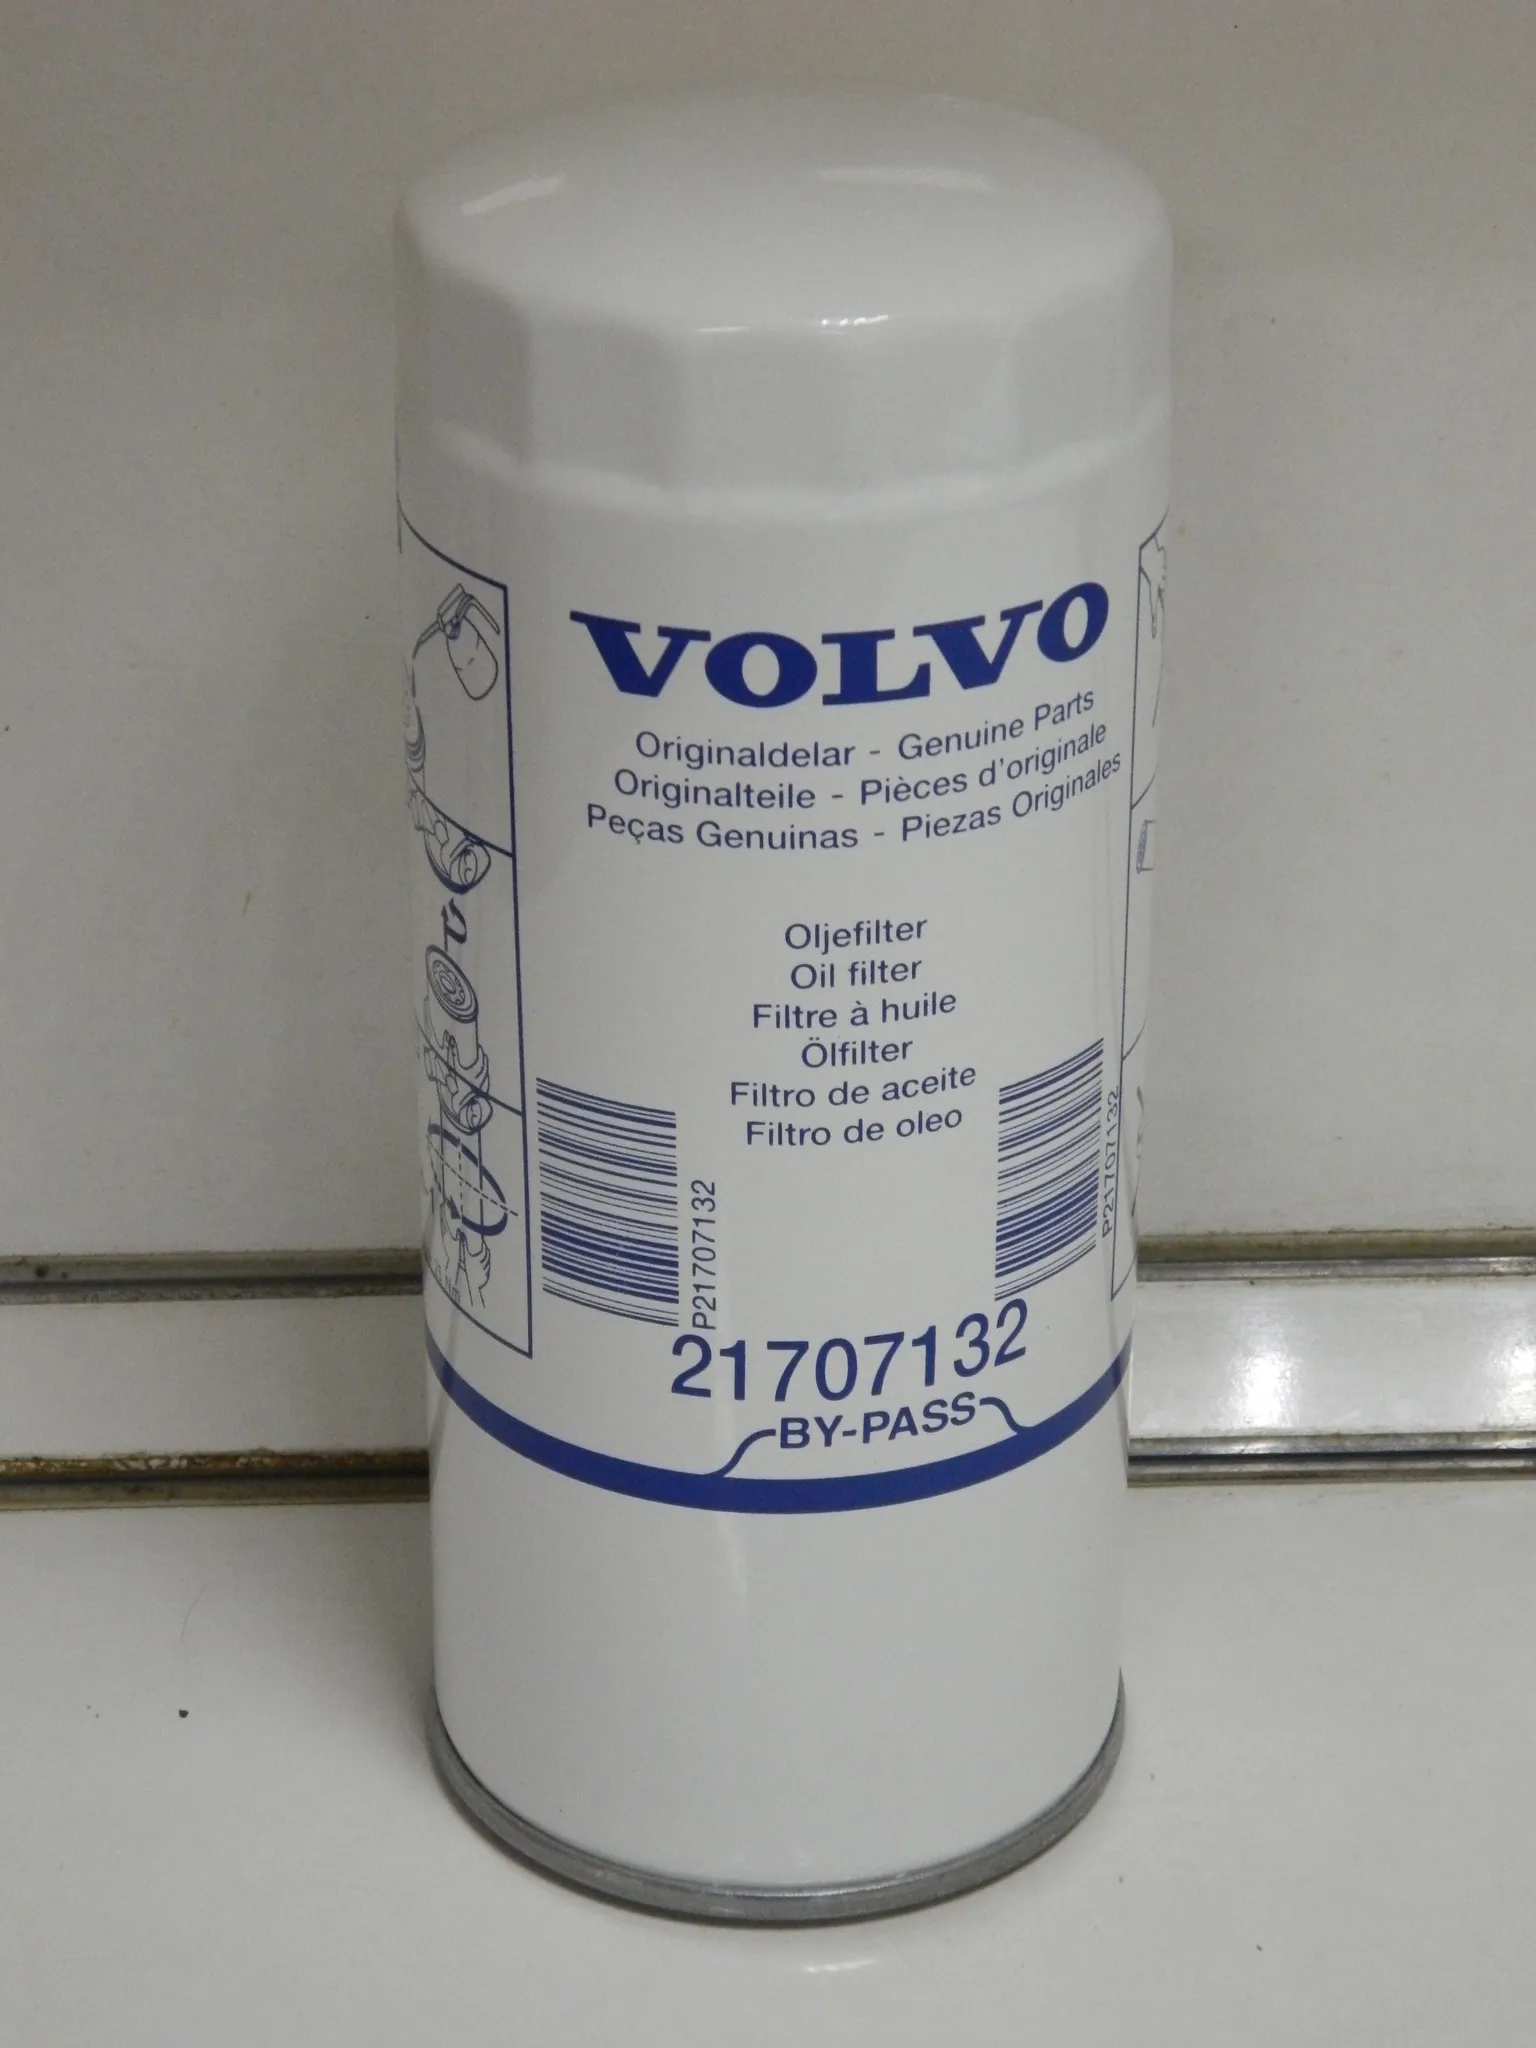 VOLVO
Originaldelar - Genuine Parts
Originalteile - Pièces d'originale
Peças Genuinas - Piezas Originales
Oljefilter
Oil filter
Filtre à huile
Ölfilter
Filtro de aceite
Filtro de oleo
P21707132
P21707132
21707132
BY-PASS